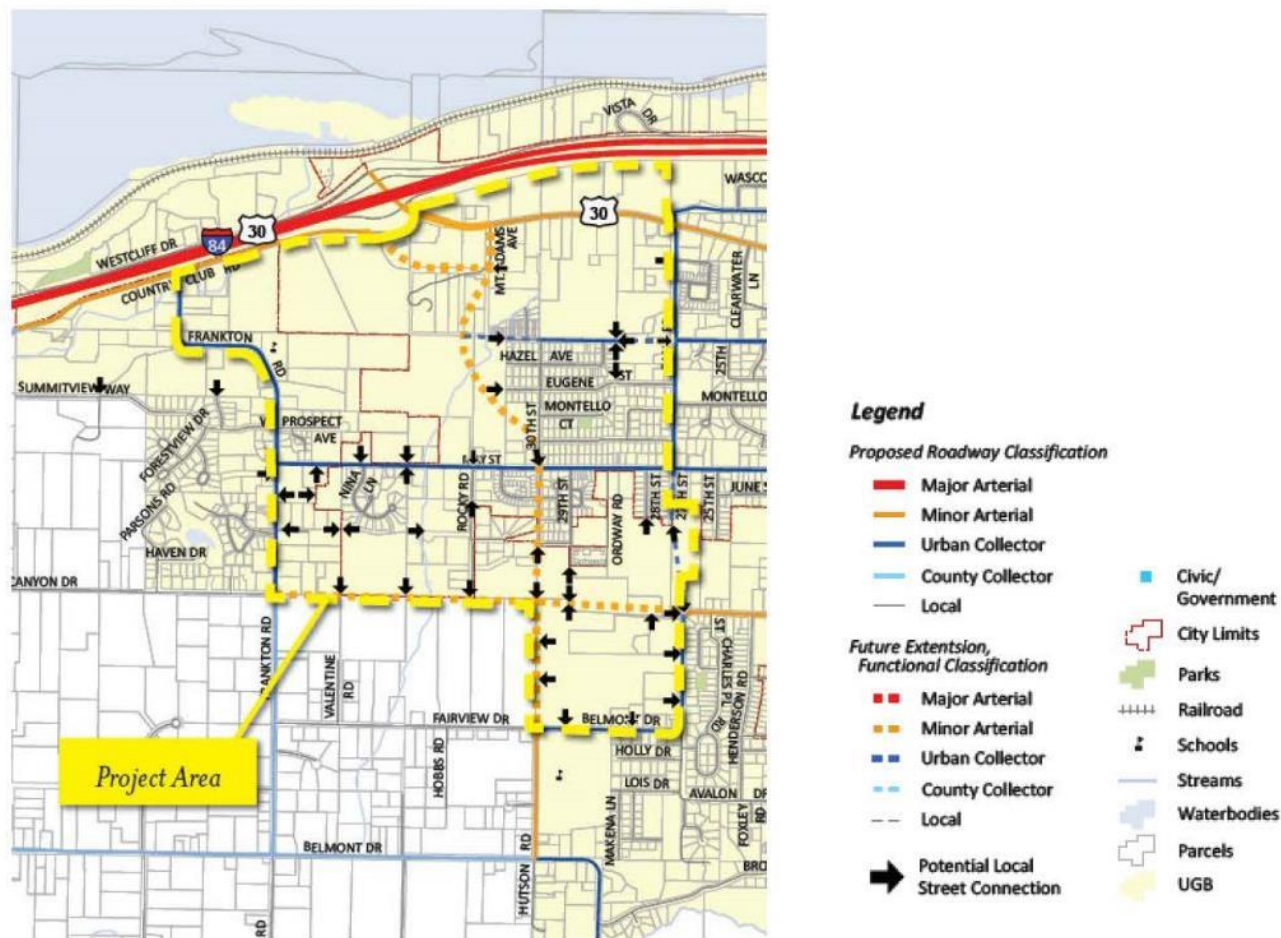 VISTA DR
WASCO
30
30
84
WESTCLIFF DR
COUNTRY CLUB RD
MT. ADAMS
AVE
CLEARWATER
LN
FRANKTON
RD
HAZEL AVE
EUGENE
ST
25TH
SUMMITVIEW WAY
MONTELLO
CT
MONTELLO
PROSPECT
AVE
30TH ST
FORESTVIEW DR
MAY ST
NINA
LN
ROCKY RD
29TH ST
ORDWAY RD
28TH ST
27TH ST
25TH ST
JUNE S
PARSONS RD
HAVEN DR
CANYON DR
FRANKTON RD
VALENTINE
RD
ST
CHARLES PL
HENDERSON RD
RD
FAIRVIEW DR
BELMONT DR
HOLLY DR
HOBBS RD
LOIS DR
AVALON DR
MAKENA LN
FOXLEY
RD
Project Area
BELMONT DR
BRO
HUTSON RD
RD
Legend
Proposed Roadway Classification
Major Arterial
Minor Arterial
Urban Collector
County Collector
Local
Future Extentsion,
Functional Classification
Major Arterial
Minor Arterial
Urban Collector
County Collector
Local
Potential Local
Street Connection
Civic/
Government
City Limits
Parks
Railroad
Schools
Streams
Waterbodies
Parcels
UGB